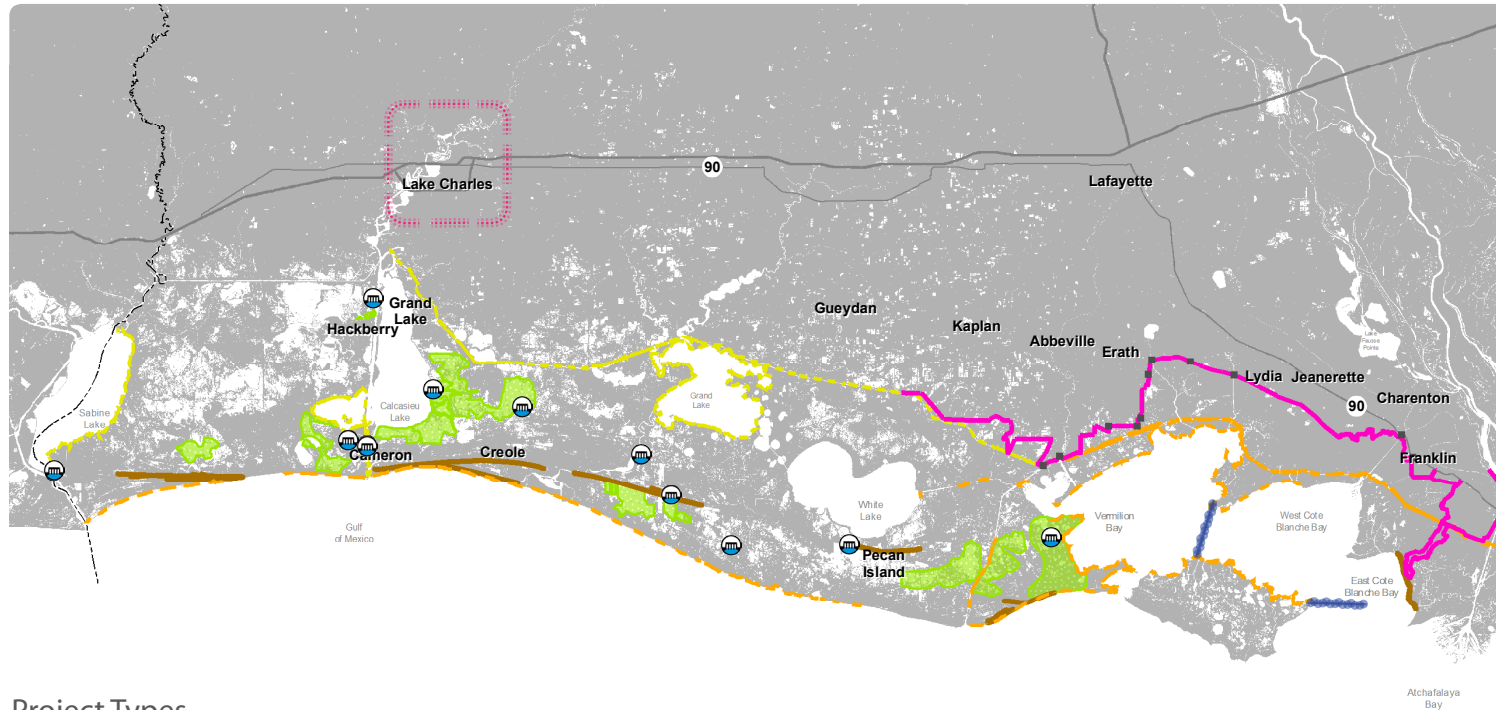 90
Lake Charles
Lafayette
Grand
Lake
Hackberry
Gueydan
Kaplan
Abbeville
Erath
Lake
Fausse
Pointe
Lydia
Jeanerette
Charenton
90
Sabine
Lake
Calcasieu
Lake
Grand
Lake
Cameron
Creole
Franklin
White
Lake
Vermilion
Bay
West Cote
Blanche Bay
Gulf
of Mexico
Pecan
Island
East Cote
Blanche Bay
Atchafalaya
Bay
Project Types